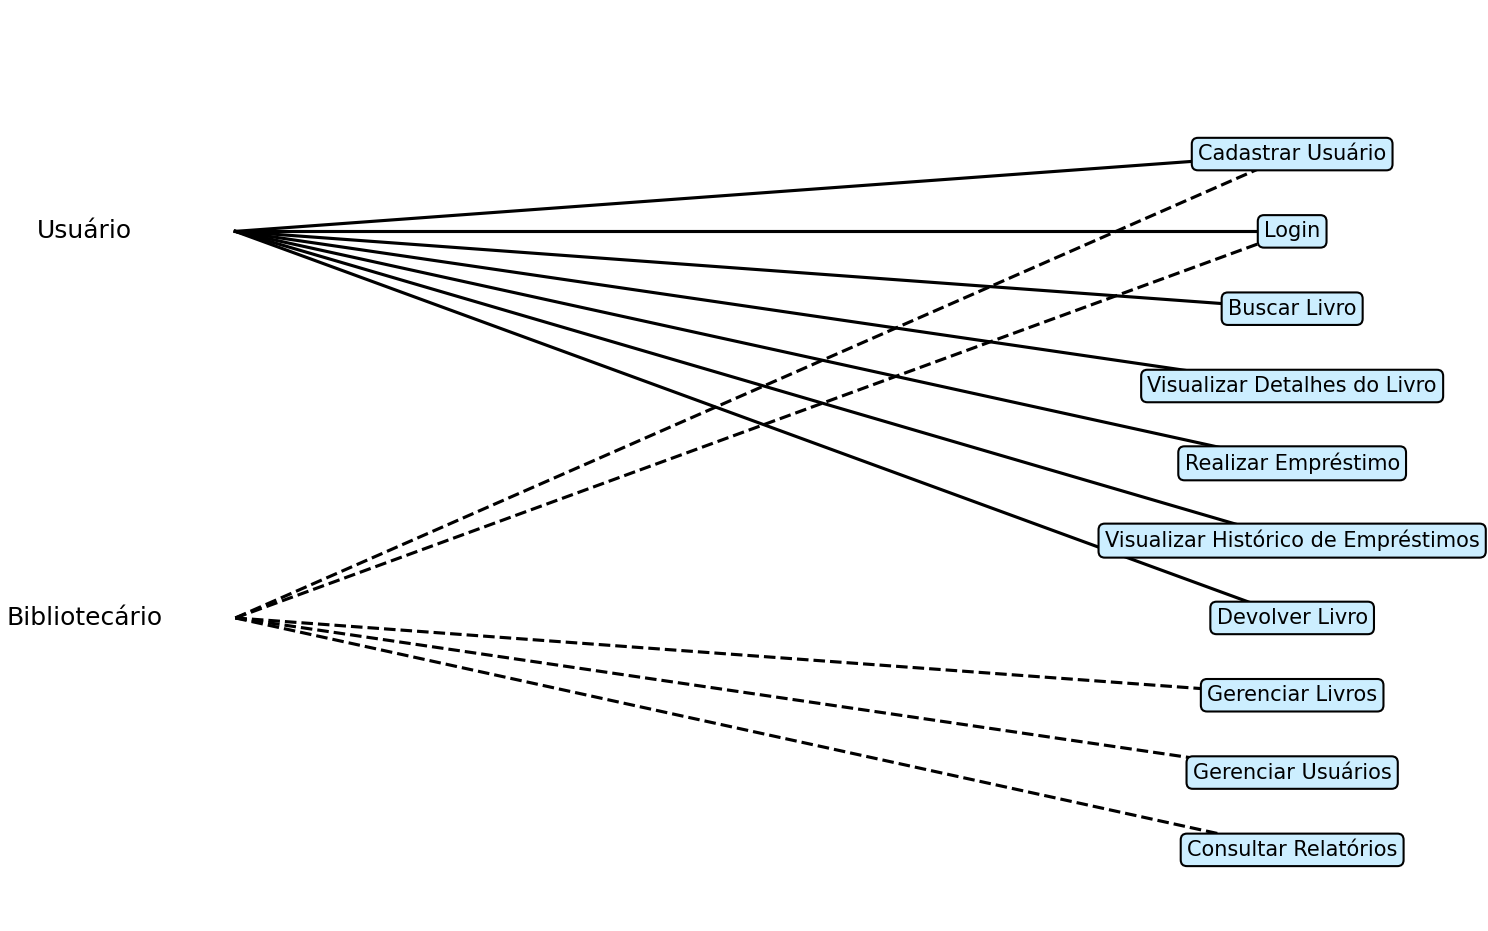 Usuário
Bibliotecário
Cadastrar Usuário
Login
Buscar Livro
Visualizar Detalhes do Livro
Realizar Empréstimo
Visualizar Histórico de Empréstimos
Devolver Livro
Gerenciar Livros
Gerenciar Usuários
Consultar Relatórios